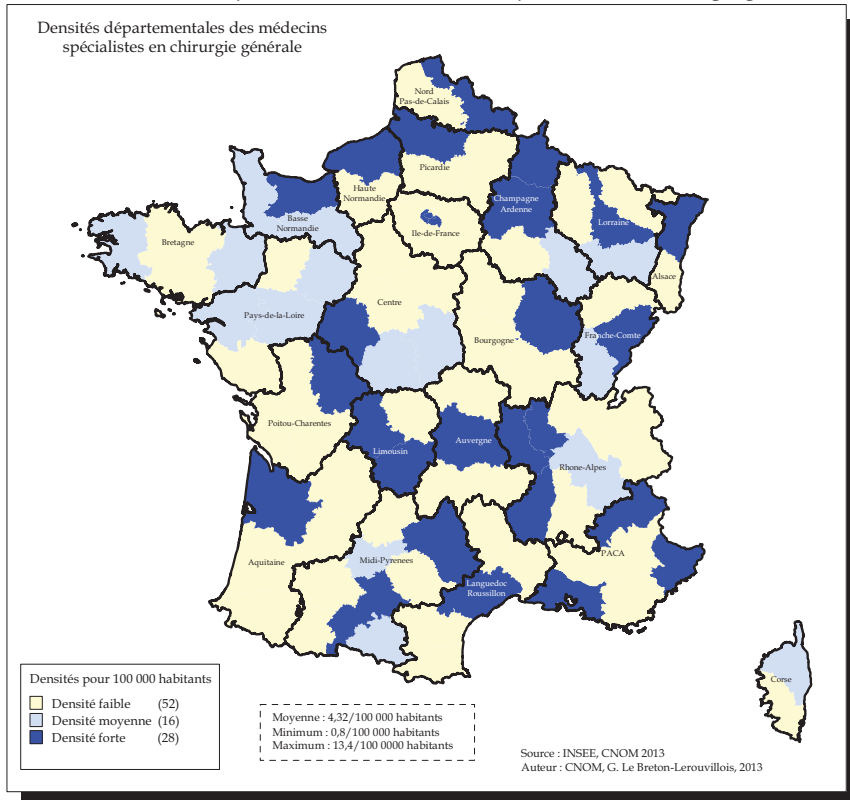 Densités départementales des médecins
spécialistes en chirurgie générale
Nord
Pas-de-Calais
Picardie
Haute
Normandie
Basse
Normandie
Champagne
Ardenne
Lorraine
Ile-de-France
Bretagne
Alsace
Centre
Pays-de-la-Loire
Bourgogne*
Franche-Comte
Poitou-Charentes
Limousin
Auvergne
Rhone-Alpes
Aquitaine
Midi-Pyrenees
PACA
Languedoc
Roussillon
Corse
Densités pour 100 000 habitants
Densité faible (52)
Densité moyenne (16)
Densité forte (28)
Moyenne : 4,32/100 000 habitants
Minimum : 0,8/100 000 habitants
Maximum : 13,4/100 0000 habitants
Source : INSEE, CNOM 2013
Auteur : CNOM, G. Le Breton-Lerouvillois, 2013